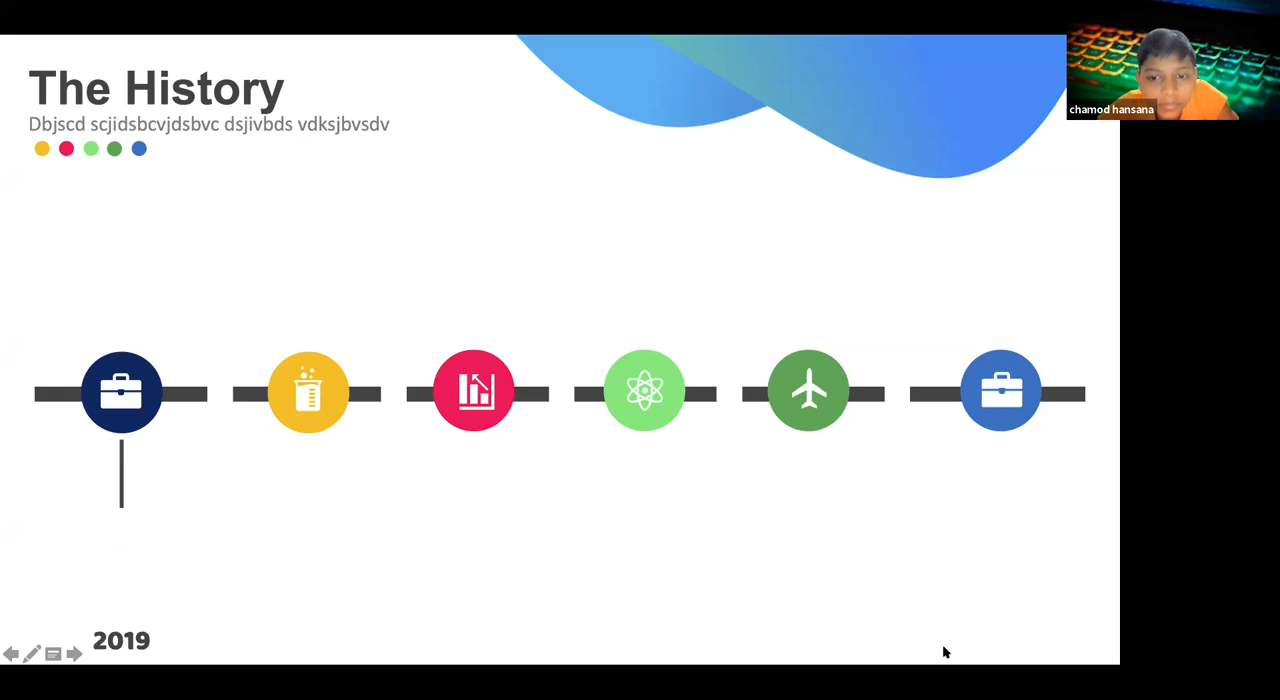 The History
Dbjscd scjidsbcvjdsbvc dsjivbds vdksjbvsdv
chamod hansana
2019